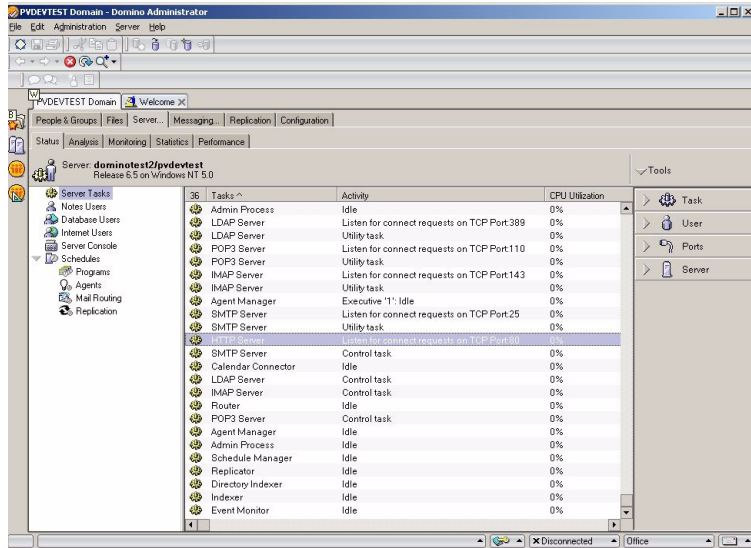 PVDEVTEST Domain - Domino Administrator
File Edit Administration Server Help
W
PVDEVTEST Domain Welcome
People & Groups Files Server... Messaging... Replication Configuration
Status Analysis Monitoring Statistics Performance
Server: dominotest2/pvdevtest
Release 6.5 on Windows NT 5.0
Tools
Server Tasks
Notes Users
Database Users
Internet Users
Server Console
Schedules
Programs
Agents
Mail Routing
Replication
36 Tasks ^ Activity CPU Utilization
Admin Process Idle 0%
LDAP Server Listen for connect requests on TCP Port:389 0%
LDAP Server Utility task 0%
POP3 Server Listen for connect requests on TCP Port:110 0%
POP3 Server Utility task 0%
IMAP Server Listen for connect requests on TCP Port:143 0%
IMAP Server Utility task 0%
Agent Manager Executive '1': Idle 0%
SMTP Server Listen for connect requests on TCP Port:25 0%
SMTP Server Utility task 0%
HTTP Server Listen for connect requests on TCP Port:80 0%
SMTP Server Control task 0%
Calendar Connector Idle 0%
LDAP Server Control task 0%
IMAP Server Control task 0%
Router Idle 0%
POP3 Server Control task 0%
Agent Manager Idle 0%
Admin Process Idle 0%
Schedule Manager Idle 0%
Replicator Idle 0%
Directory Indexer Idle 0%
Indexer Idle 0%
Event Monitor Idle 0%
Task
User
Ports
Server
Disconnected Office